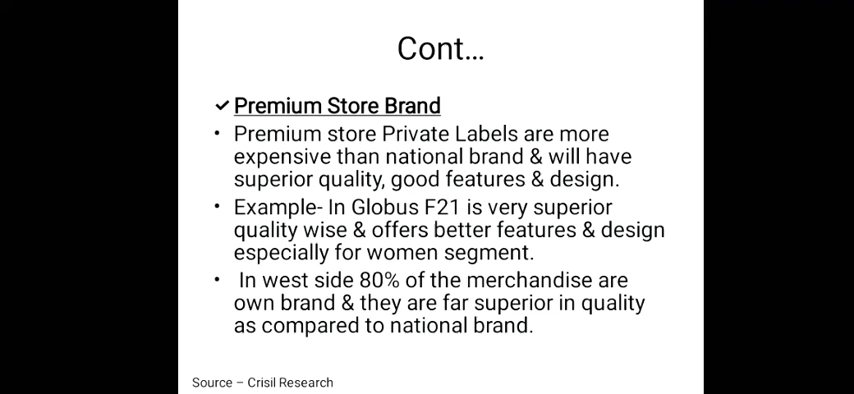 Cont...
✓ Premium Store Brand
• Premium store Private Labels are more
expensive than national brand & will have
superior quality, good features & design.
• Example- In Globus F21 is very superior
quality wise & offers better features & design
especially for women segment.
• In west side 80% of the merchandise are
own brand & they are far superior in quality
as compared to national brand.
Source – Crisil Research